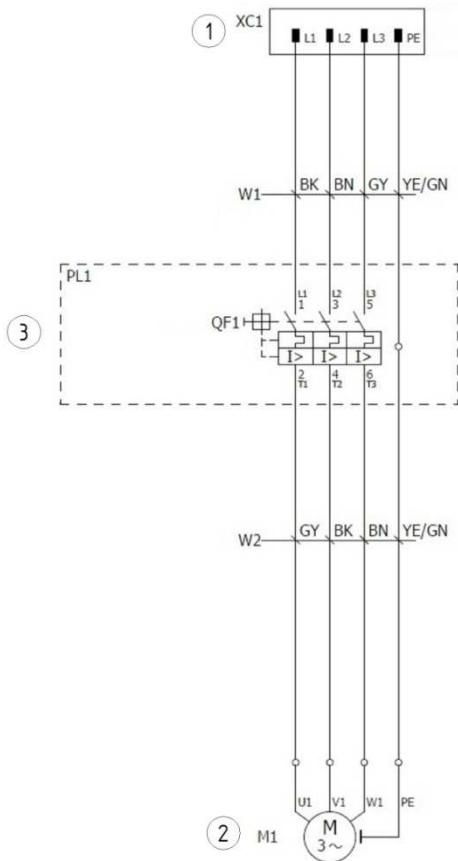 XC1
1
L1 L2 L3 PE
BK BN GY YE/GN
W1
PL1
L1 L2 L3
1 3 5
3
QF1
I> I> I>
2 4 6
T1 T2 T3
GY BK BN YE/GN
W2
U1 V1 W1 PE
2
M1
M
3~